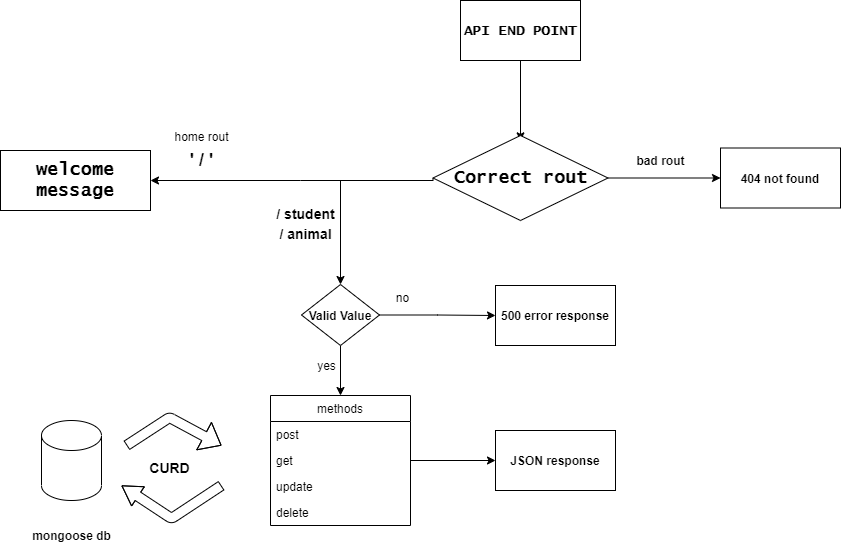 API END POINT
home rout
'/'
bad rout
welcome
message
Correct rout
404 not found
/ student
/ animal
no
Valid Value
500 error response
yes
methods
post
get
update
delete
CURD
JSON response
mongoose db